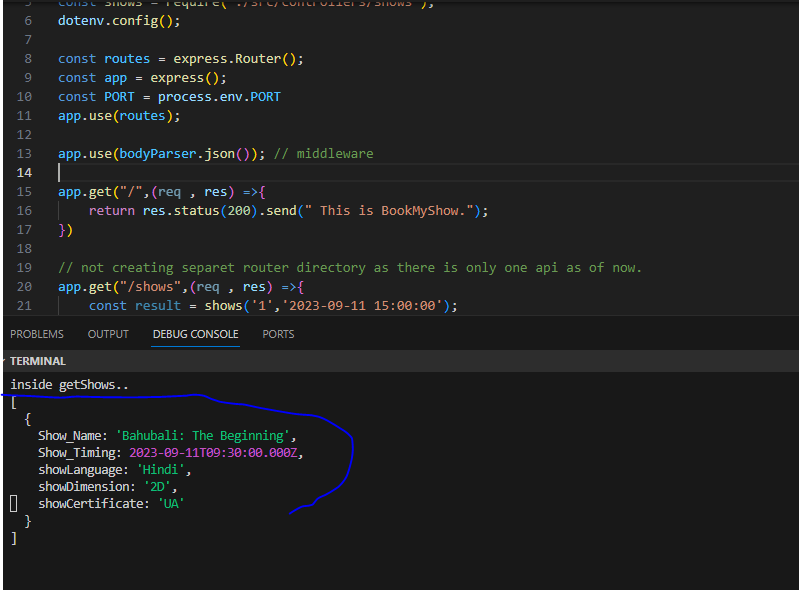 5 const shows = require('./src/controllers/shows');
6 dotenv.config();
7
8 const routes = express.Router();
9 const app = express();
10 const PORT = process.env.PORT
11 app.use(routes);
12
13 app.use(bodyParser.json()); // middleware
14
15 app.get("/",(req , res) =>{
16 return res.status(200).send(" This is BookMyShow.");
17 })
18
19 // not creating separet router directory as there is only one api as of now.
20 app.get("/shows",(req , res) =>{
21 const result = shows('1','2023-09-11 15:00:00');
PROBLEMS OUTPUT DEBUG CONSOLE PORTS
TERMINAL
inside getShows..
[
{
Show_Name: 'Bahubali: The Beginning',
Show_Timing: 2023-09-11T09:30:00.000Z,
showLanguage: 'Hindi',
showDimension: '2D',
showCertificate: 'UA'
}
]